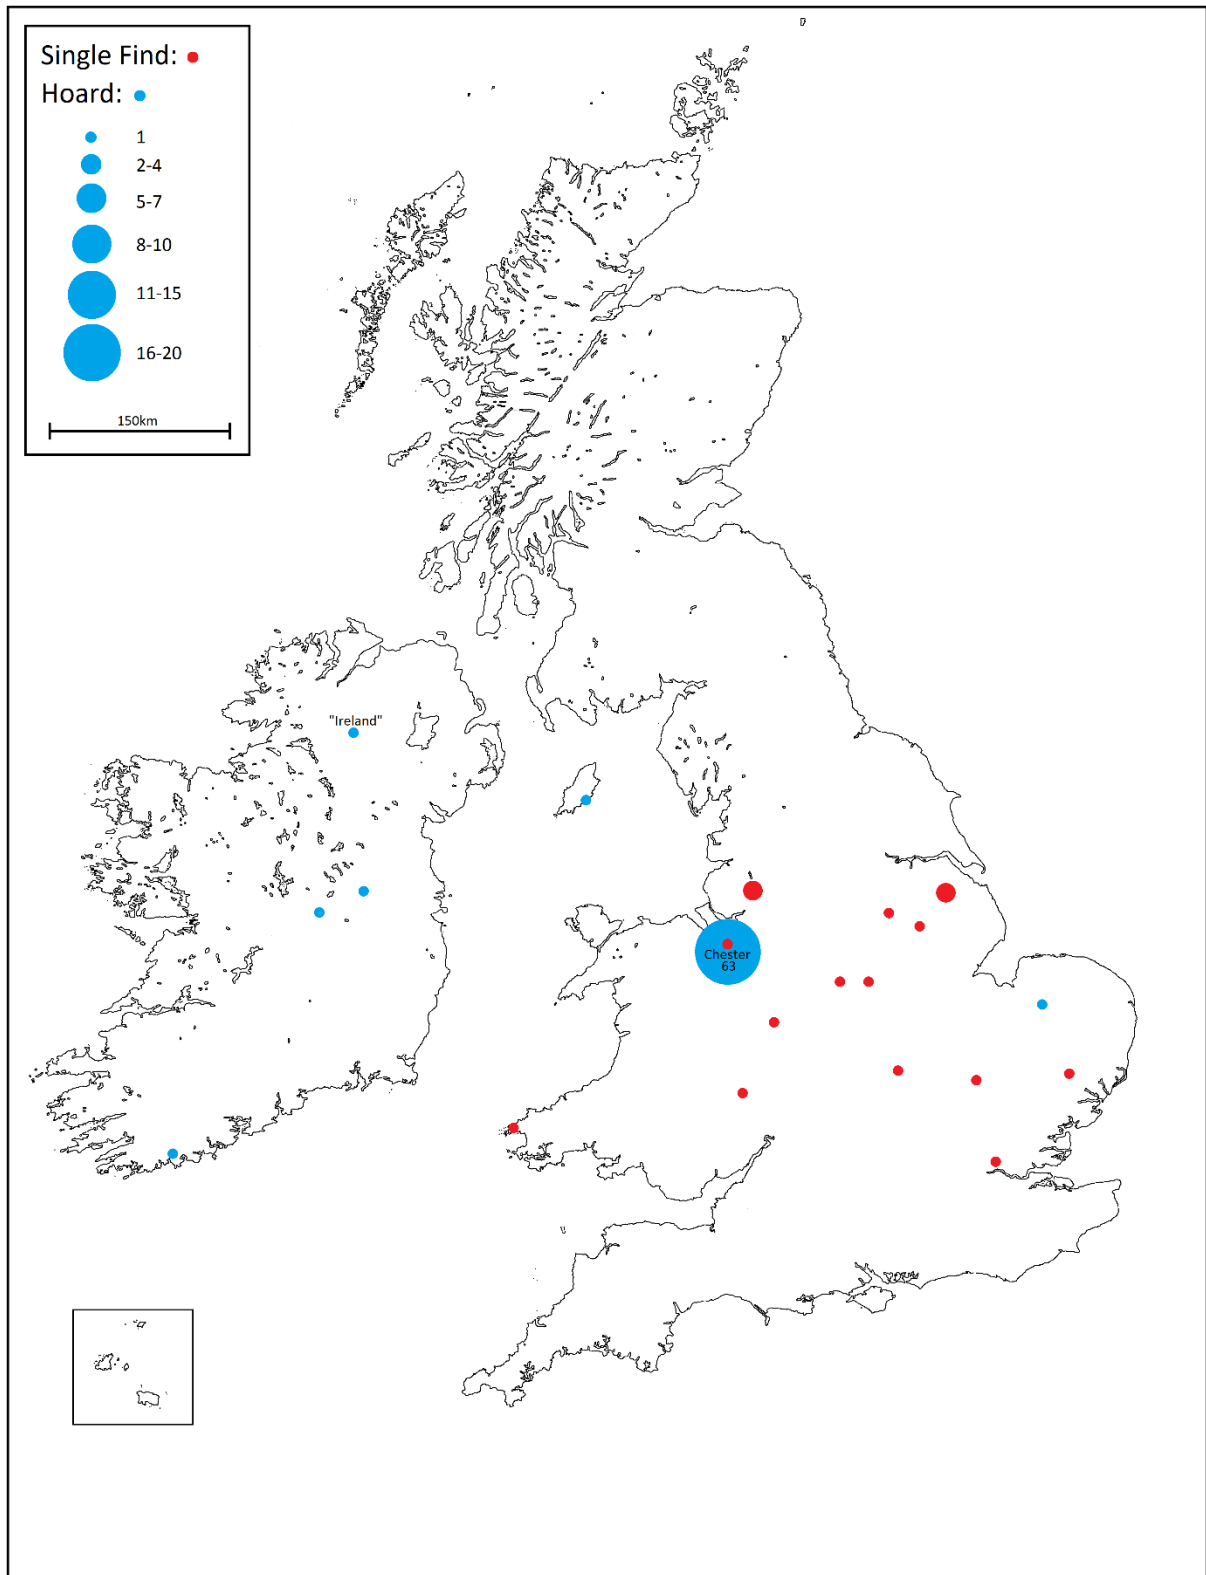 Single Find:
Hoard:
1
2-4
5-7
8-10
11-15
16-20
150km
"Ireland"
Chester
63